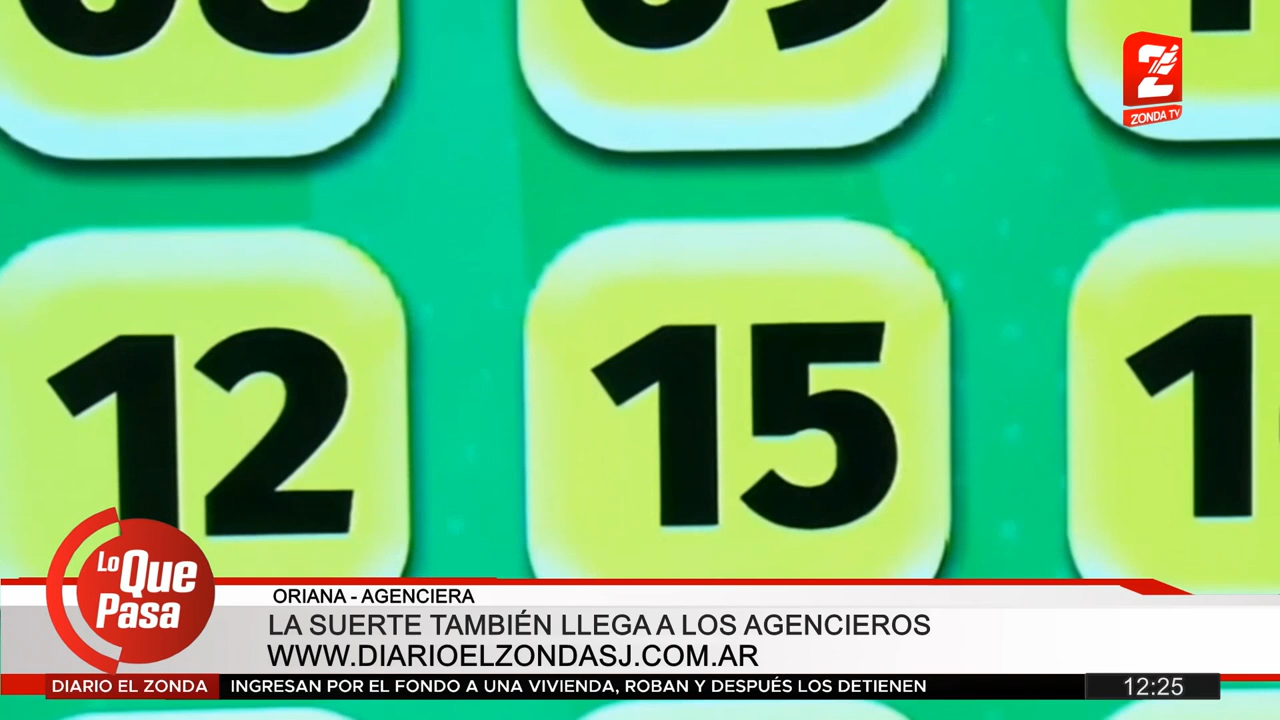 Z
ZONDA TV
12 15
Lo Que
Pasa
ORIANA - AGENCIERA
LA SUERTE TAMBIÉN LLEGA A LOS AGENCIEROS
WWW.DIARIOELZONDASJ.COM.AR
DIARIO EL ZONDA INGRESAN POR EL FONDO A UNA VIVIENDA, ROBAN Y DESPUÉS LOS DETIENEN 12:25